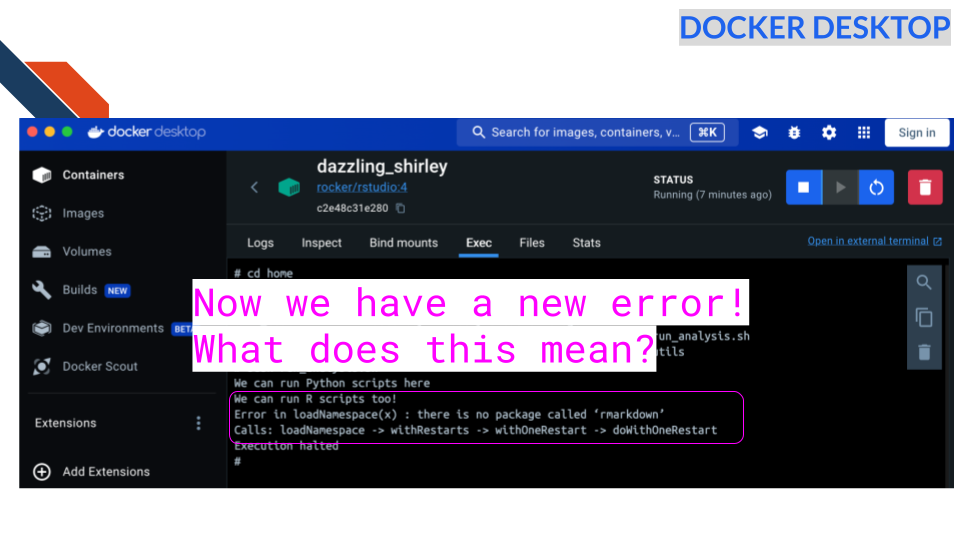 DOCKER DESKTOP
docker desktop
Search for images, containers, v... ⌘K
Sign in
Containers
Images
Volumes
Builds NEW
Dev Environments BETA
Docker Scout
Extensions
Add Extensions
dazzling_shirley
rocker/rstudio:4
c2e48c31e280
STATUS
Running (7 minutes ago)
Logs Inspect Bind mounts Exec Files Stats
Open in external terminal
# cd home
Now we have a new error!
What does this mean?
run_analysis.sh
utils
We can run Python scripts here
We can run R scripts too!
Error in loadNamespace(x) : there is no package called ‘rmarkdown’
Calls: loadNamespace -> withRestarts -> withOneRestart -> doWithOneRestart
Execution halted
#